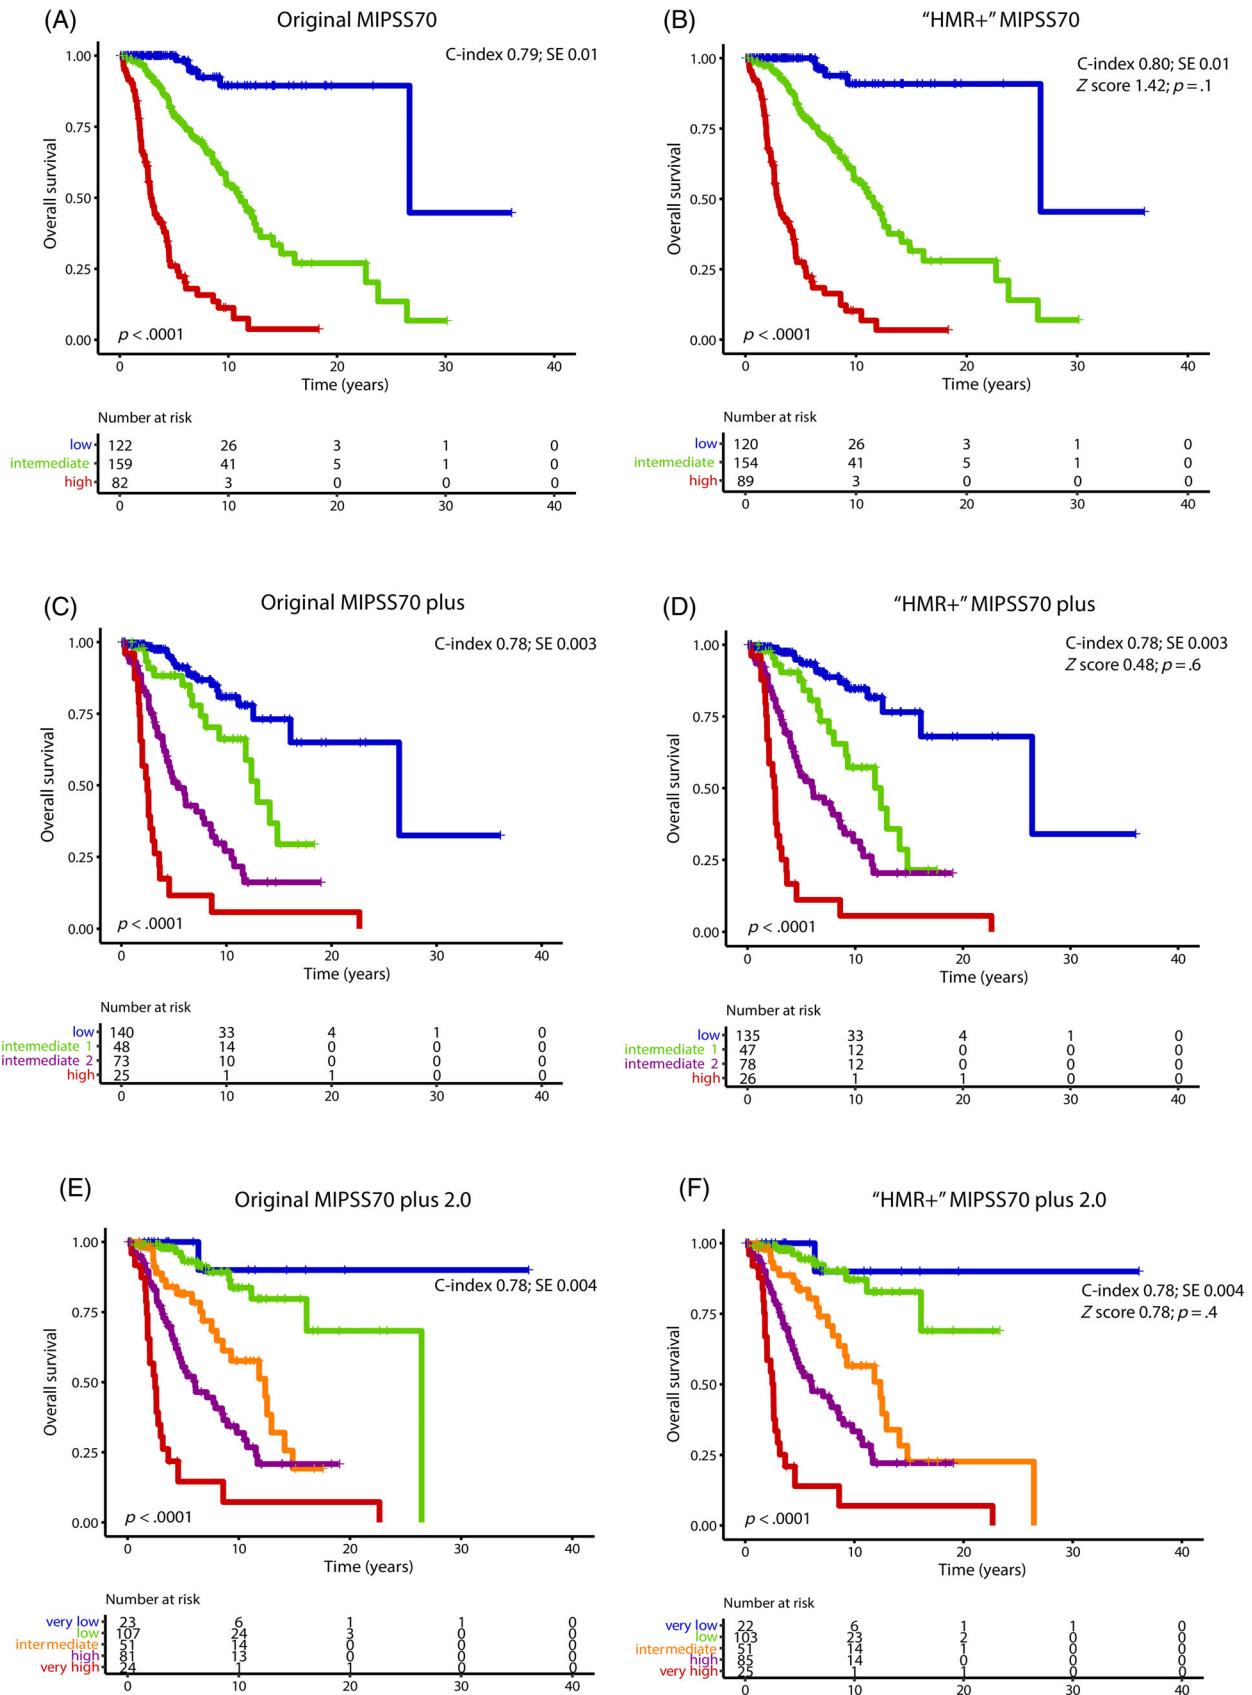 (A)
Original MIPSS70
C-index 0.79; SE 0.01
1.00
0.75
0.50
0.25
0.00
Overall survival
p < .0001
0 10 20 30 40
Time (years)
Number at risk
low 122 26 3 1 0
intermediate 159 41 5 1 0
high 82 3 0 0 0
0 10 20 30 40
(B)
“HMR+” MIPSS70
C-index 0.80; SE 0.01
Z score 1.42; p = .1
1.00
0.75
0.50
0.25
0.00
Overall survival
p < .0001
0 10 20 30 40
Time (years)
Number at risk
low 120 26 3 1 0
intermediate 154 41 5 1 0
high 89 3 0 0 0
0 10 20 30 40
(C)
Original MIPSS70 plus
C-index 0.78; SE 0.003
1.00
0.75
0.50
0.25
0.00
Overall survival
p < .0001
0 10 20 30 40
Time (years)
Number at risk
low 140 33 4 1 0
intermediate 1 48 14 0 0 0
intermediate 2 73 10 0 0 0
high 25 1 1 0 0
0 10 20 30 40
(D)
“HMR+” MIPSS70 plus
C-index 0.78; SE 0.003
Z score 0.48; p = .6
1.00
0.75
0.50
0.25
0.00
Overall survival
p < .0001
0 10 20 30 40
Time (years)
Number at risk
low 135 33 4 1 0
intermediate 1 47 12 0 0 0
intermediate 2 78 12 0 0 0
high 26 1 1 0 0
0 10 20 30 40
(E)
Original MIPSS70 plus 2.0
C-index 0.78; SE 0.004
1.00
0.75
0.50
0.25
0.00
Overall survival
p < .0001
0 10 20 30 40
Time (years)
Number at risk
very low 23 6 1 1 0
low 107 24 3 0 0
intermediate 51 14 0 0 0
high 81 13 0 0 0
very high 24 1 1 0 0
0 10 20 30 40
(F)
“HMR+” MIPSS70 plus 2.0
C-index 0.78; SE 0.004
Z score 0.78; p = .4
1.00
0.75
0.50
0.25
0.00
Overall survaival
p < .0001
0 10 20 30 40
Time (years)
Number at risk
very low 22 6 1 1 0
low 103 23 2 0 0
intermediate 51 14 1 0 0
high 85 14 0 0 0
very high 25 1 1 0 0
0 10 20 30 40